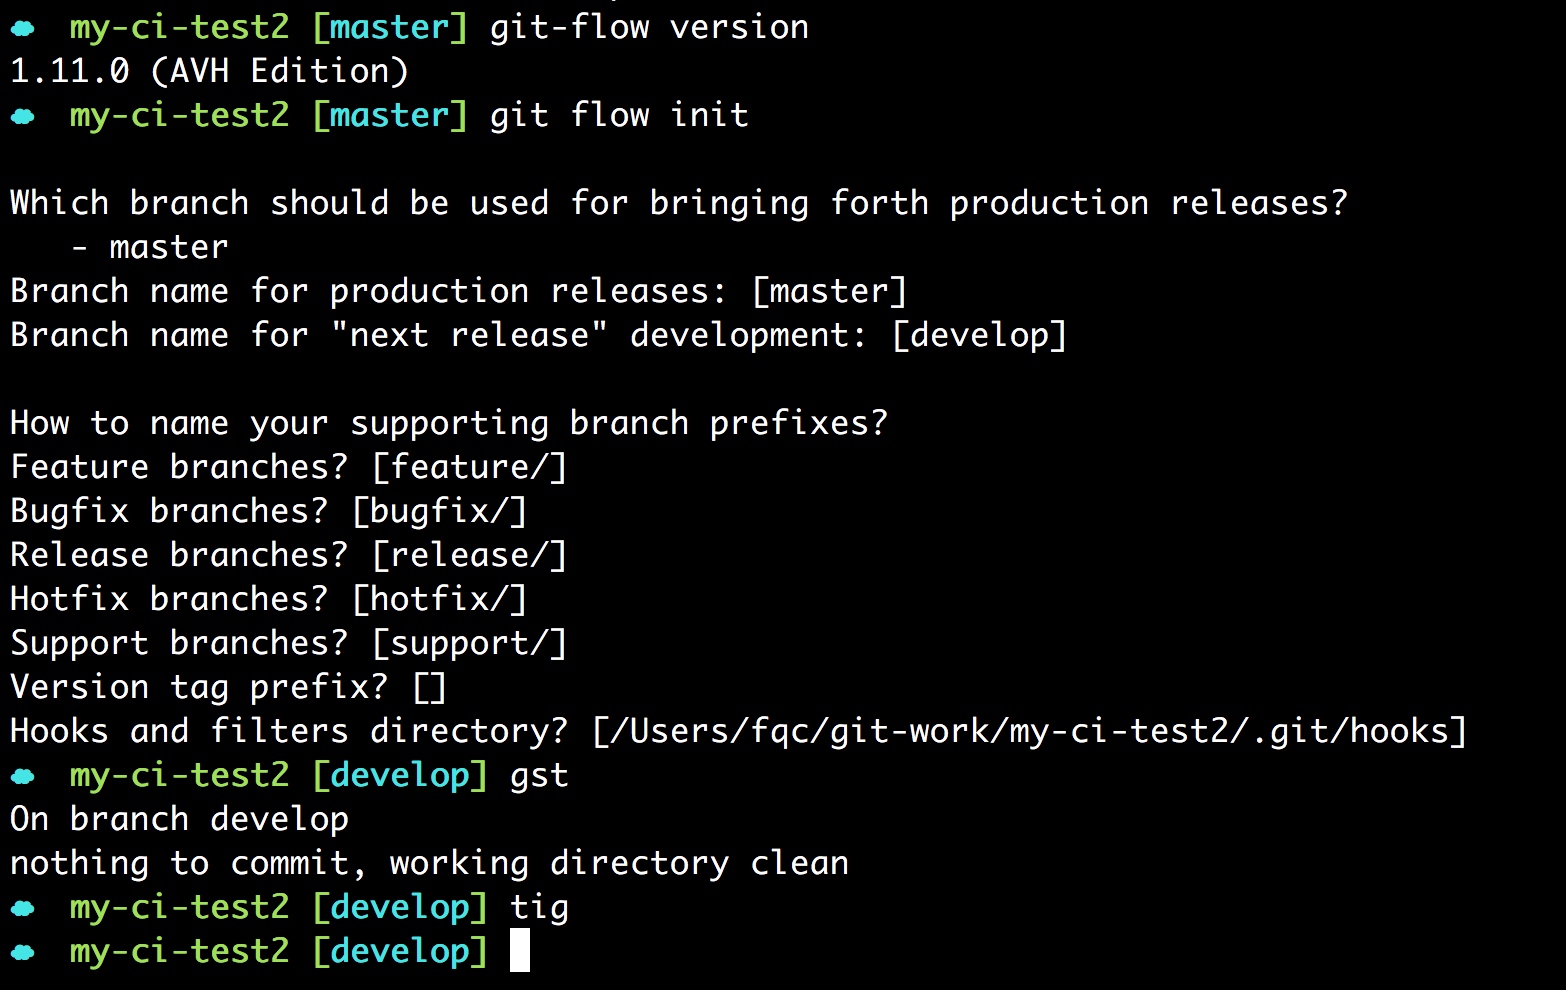 my-ci-test2 [master] git-flow version
1.11.0 (AVH Edition)
my-ci-test2 [master] git flow init
Which branch should be used for bringing forth production releases?
   - master
Branch name for production releases: [master]
Branch name for "next release" development: [develop]
How to name your supporting branch prefixes?
Feature branches? [feature/]
Bugfix branches? [bugfix/]
Release branches? [release/]
Hotfix branches? [hotfix/]
Support branches? [support/]
Version tag prefix? []
Hooks and filters directory? [/Users/fqc/git-work/my-ci-test2/.git/hooks]
my-ci-test2 [develop] gst
On branch develop
nothing to commit, working directory clean
my-ci-test2 [develop] tig
my-ci-test2 [develop]